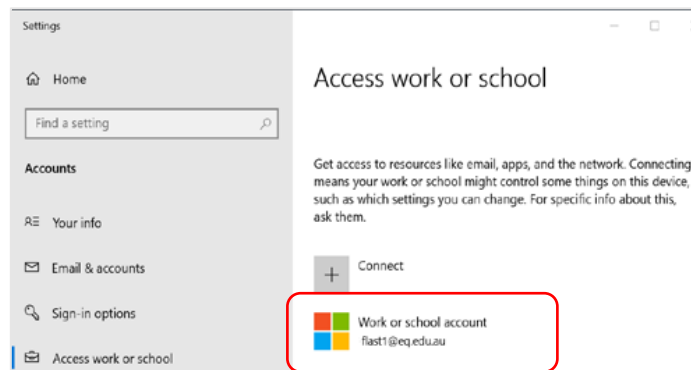 Settings
Home
Find a setting
Accounts
Your info
Email & accounts
Sign-in options
Access work or school
Access work or school
Get access to resources like email, apps, and the network. Connecting
means your work or school might control some things on this device,
such as which settings you can change. For specific info about this,
ask them.
Connect
Work or school account
flast1@eq.edu.au